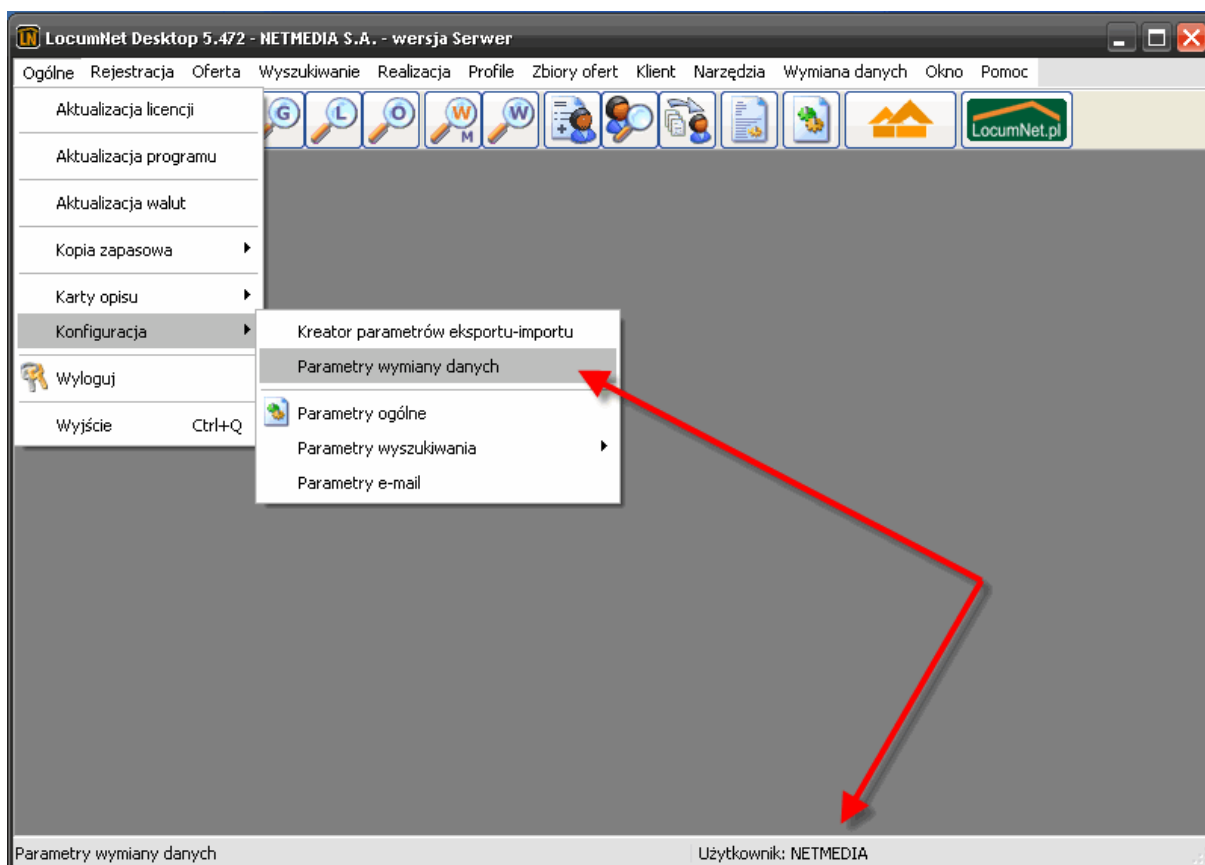 LN LocumNet Desktop 5.472 - NETMEDIA S.A. - wersja Serwer
Ogólne Rejestracja Oferta Wyszukiwanie Realizacja Profile Zbiory ofert Klient Narzędzia Wymiana danych Okno Pomoc
G L O W M W LocumNet.pl
Aktualizacja licencji
Aktualizacja programu
Aktualizacja walut
Kopia zapasowa
Karty opisu
Konfiguracja
Wyloguj
Wyjście Ctrl+Q
Kreator parametrów eksportu-importu
Parametry wymiany danych
Parametry ogólne
Parametry wyszukiwania
Parametry e-mail
Parametry wymiany danych Użytkownik: NETMEDIA